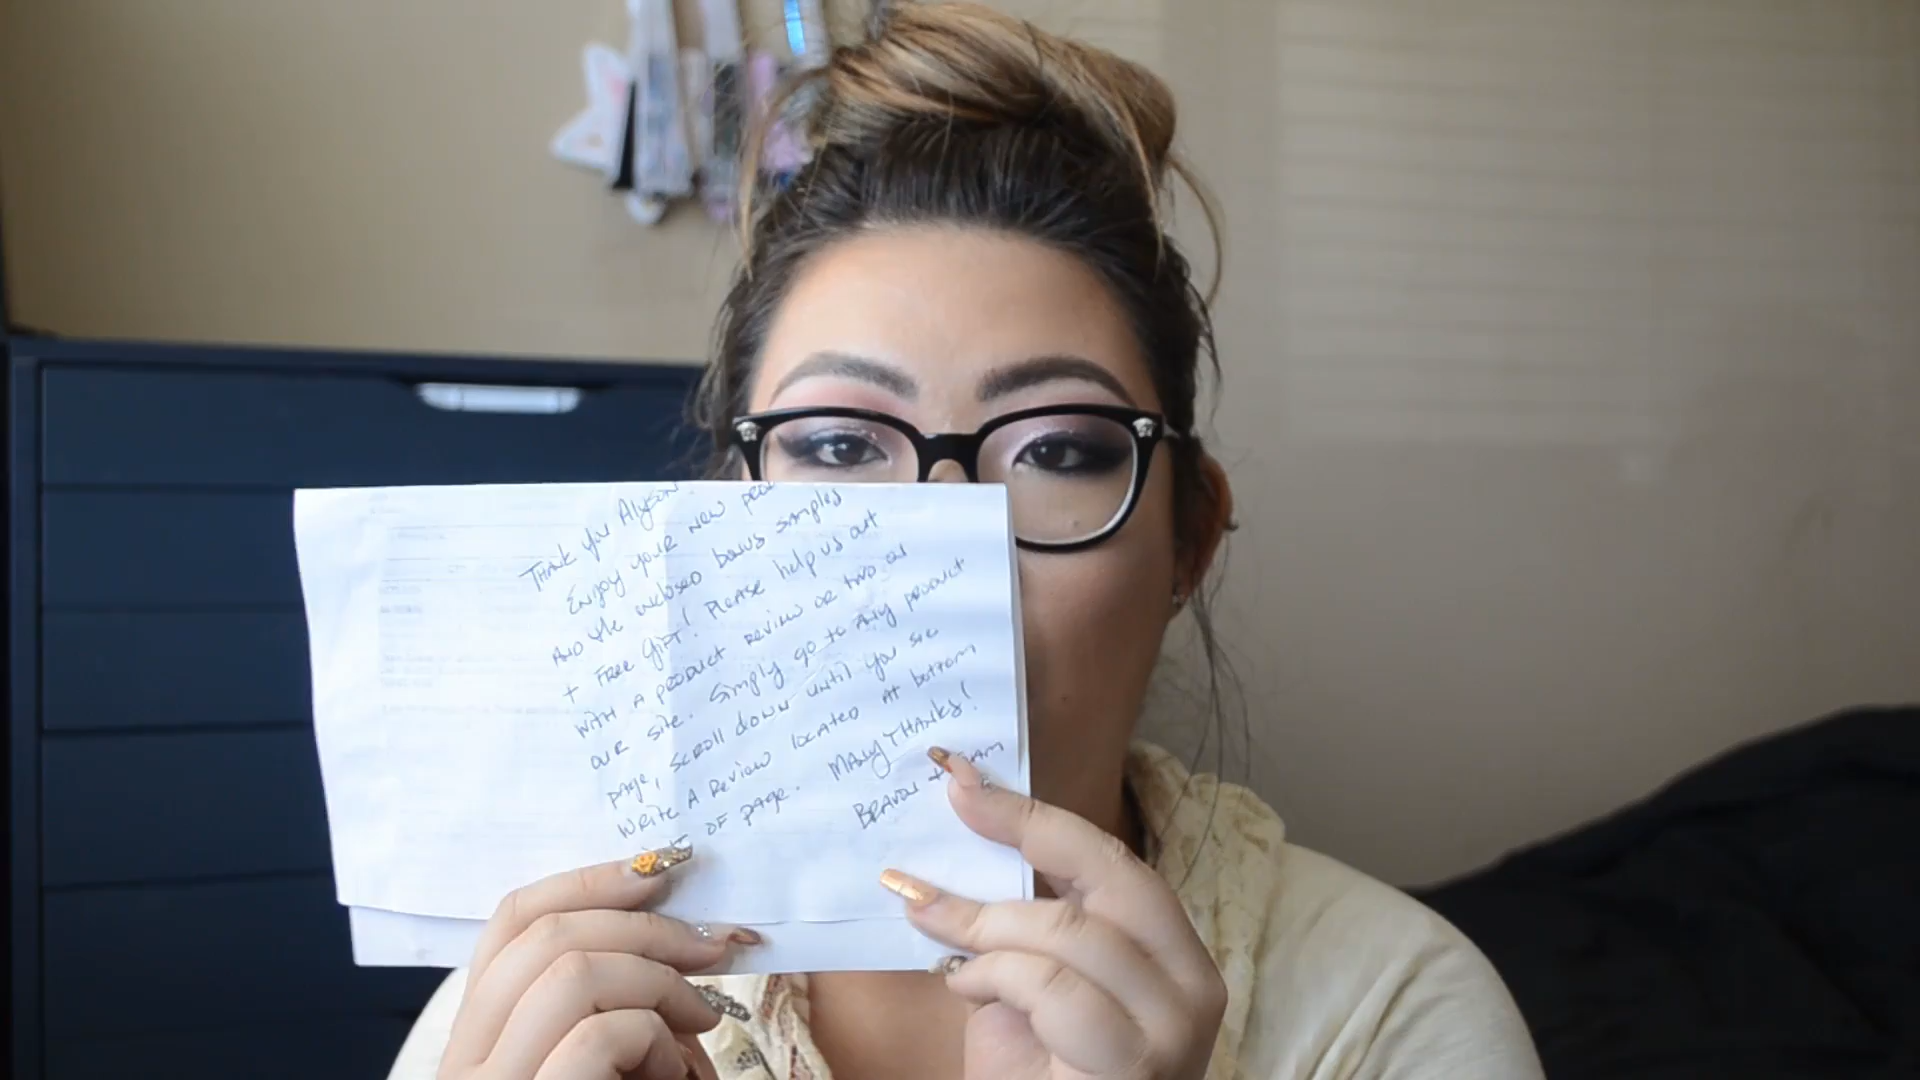 THANK you Alyson.
ENJOY YOUR NEW
AND the enclosed bonus samples
+ FREE GIFT! PLEASE help us out
WITH A PRODUCT REVIEW OR two on
OUR site. Simply go to ANY PRODUCT
page, scroll down until you see
WRITE A REVIEW located At bottom
OF page. MANY THANKS!